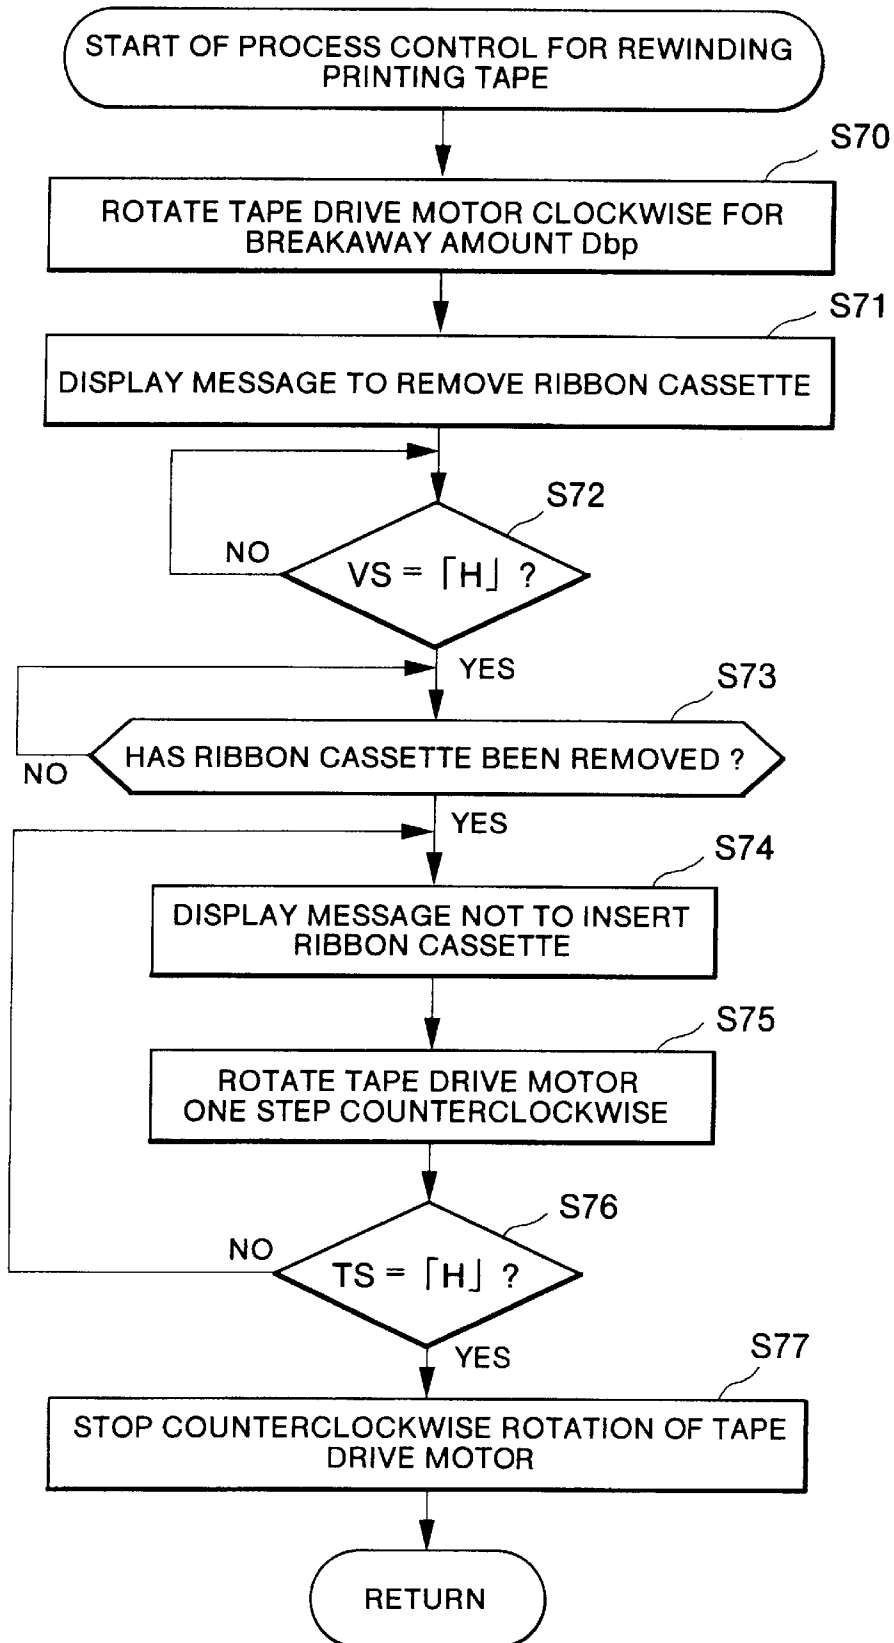 START OF PROCESS CONTROL FOR REWINDING
PRINTING TAPE
S70
ROTATE TAPE DRIVE MOTOR CLOCKWISE FOR
BREAKAWAY AMOUNT Dbp
S71
DISPLAY MESSAGE TO REMOVE RIBBON CASSETTE
S72
NO
VS = ⌈H⌋ ?
YES
S73
HAS RIBBON CASSETTE BEEN REMOVED ?
NO
YES
S74
DISPLAY MESSAGE NOT TO INSERT
RIBBON CASSETTE
S75
ROTATE TAPE DRIVE MOTOR
ONE STEP COUNTERCLOCKWISE
S76
NO
TS = ⌈H⌋ ?
YES
S77
STOP COUNTERCLOCKWISE ROTATION OF TAPE
DRIVE MOTOR
RETURN